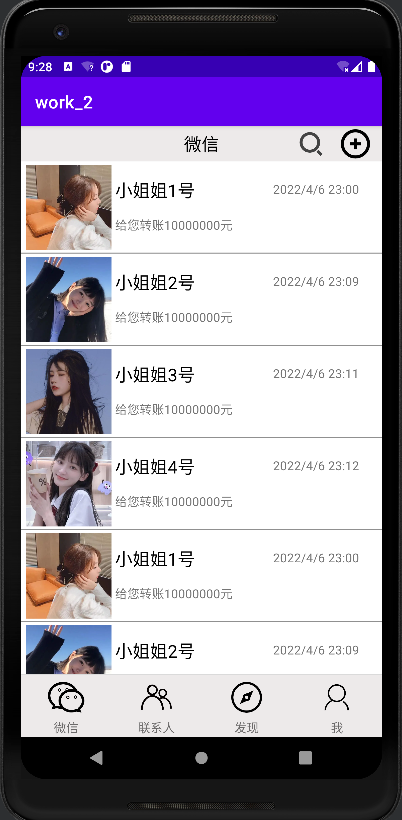 9:28
work_2
微信
小姐姐1号
2022/4/6 23:00
给您转账10000000元
小姐姐2号
2022/4/6 23:09
给您转账10000000元
小姐姐3号
2022/4/6 23:11
给您转账10000000元
小姐姐4号
2022/4/6 23:12
给您转账10000000元
小姐姐1号
2022/4/6 23:00
给您转账10000000元
小姐姐2号
2022/4/6 23:09
微信 联系人 发现 我